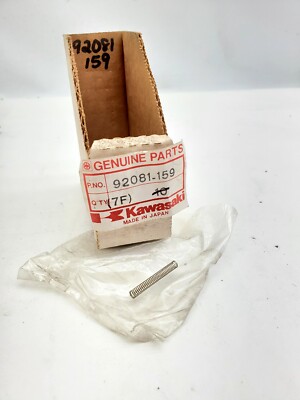 92081
159
GENUINE PARTS
P.NO. 92081-159
Q'TY (7F) 10
Kawasaki
MADE IN JAPAN